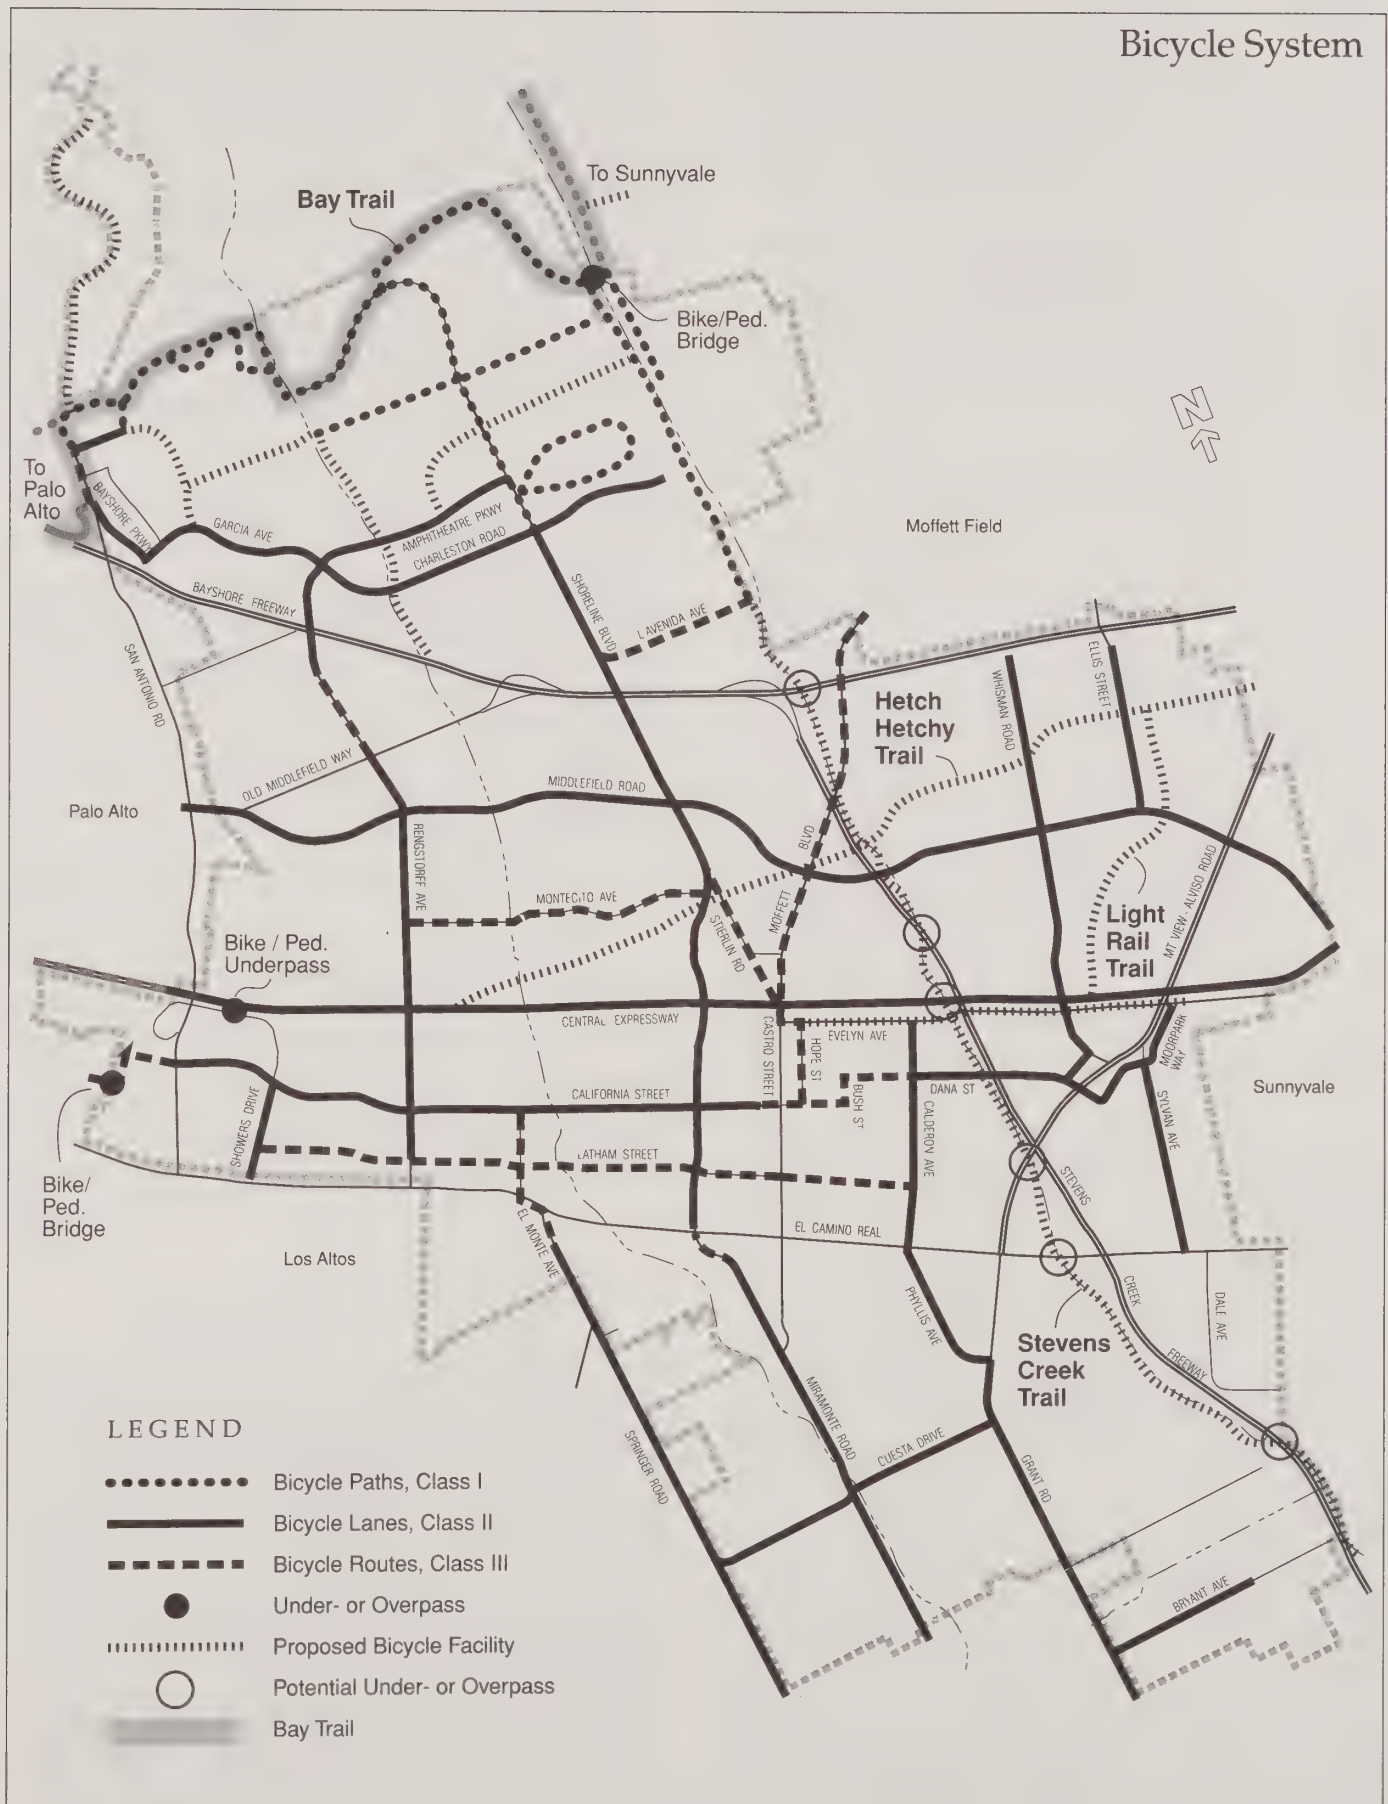 Bicycle System
To Sunnyvale
Bay Trail
Bike/Ped.
Bridge
N
To
Palo
Alto
BAYSHORE PKWY
GARCIA AVE
AMPHITHEATRE PKWY
CHARLESTON ROAD
Moffett Field
BAYSHORE FREEWAY
SHORELINE BLVD
L AVENIDA AVE
SAN ANTONIO RD
ELLIS STREET
WHISMAN ROAD
Hetch
Hetchy
Trail
OLD MIDDLEFIELD WAY
MIDDLEFIELD ROAD
Palo Alto
RENGSTORFF AVE
MOFFETT BLVD
MT VIEW - ALVISO ROAD
MONTECITO AVE
STIERLIN RD
Light
Rail
Trail
Bike / Ped.
Underpass
CENTRAL EXPRESSWAY
CASTRO STREET
EVELYN AVE
HOPE ST
MOORPARK
WAY
SHOWERS DRIVE
CALIFORNIA STREET
BUSH ST
DANA ST
CALDERON AVE
SYLVAN AVE
Sunnyvale
LATHAM STREET
STEVENS
Bike/
Ped.
Bridge
EL MONTE AVE
EL CAMINO REAL
Los Altos
CREEK
DALE AVE
PHYLLIS AVE
FREEWAY
Stevens
Creek
Trail
MIRAMONTE ROAD
SPRINGER ROAD
CUESTA DRIVE
GRANT RD
BRYANT AVE
LEGEND
Bicycle Paths, Class I
Bicycle Lanes, Class II
Bicycle Routes, Class III
Under- or Overpass
Proposed Bicycle Facility
Potential Under- or Overpass
Bay Trail